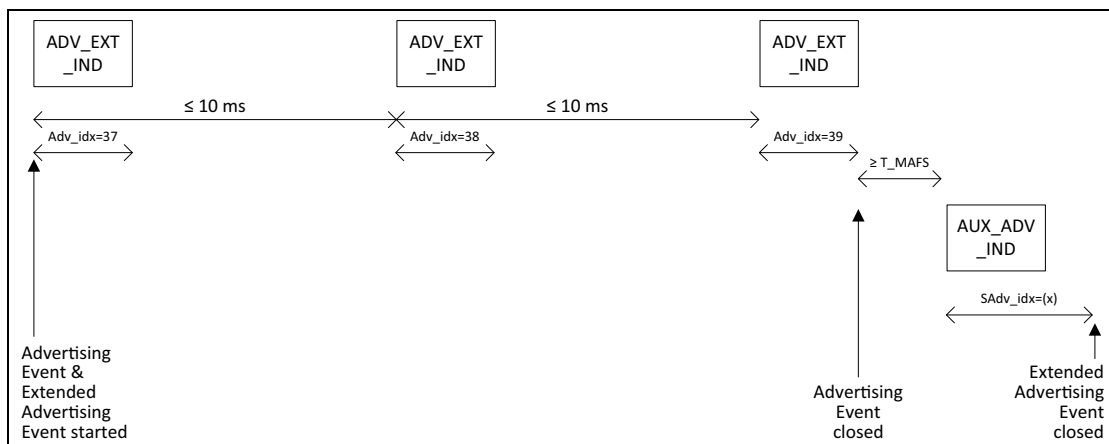 ADV_EXT
_IND
ADV_EXT
_IND
ADV_EXT
_IND
≤ 10 ms
≤ 10 ms
Adv_idx=37
Adv_idx=38
Adv_idx=39
≥ T_MAFS
AUX_ADV
_IND
SAdv_idx=(x)
Advertising
Event &
Extended
Advertising
Event started
Advertising
Event
closed
Extended
Advertising
Event
closed